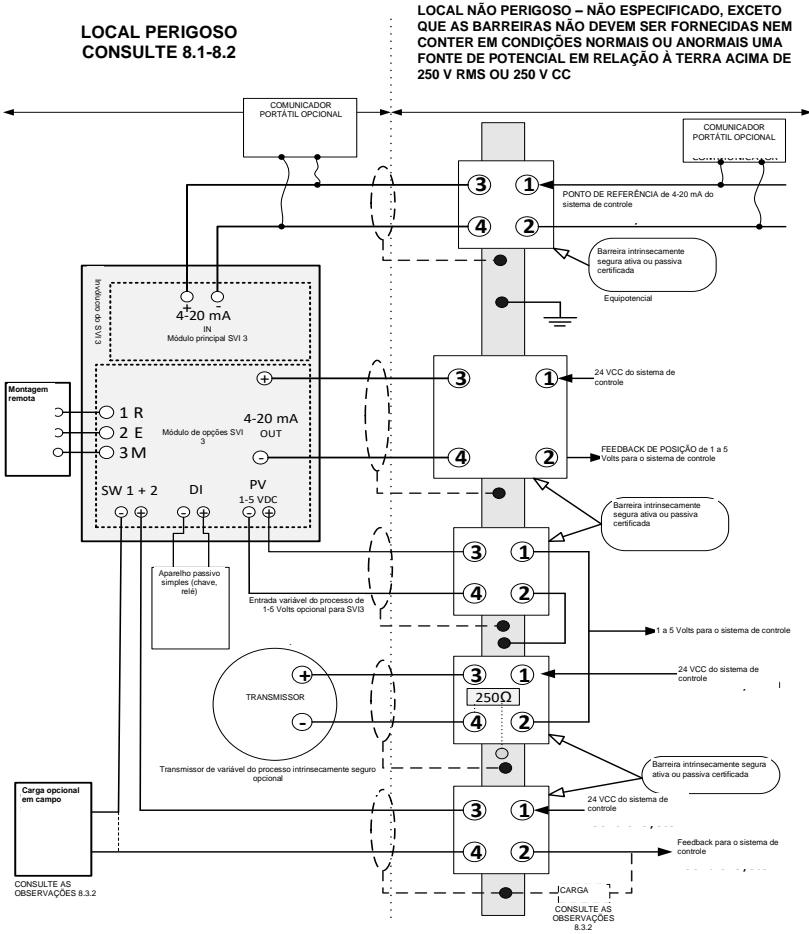 LOCAL PERIGOSO
CONSULTE 8.1-8.2
LOCAL NÃO PERIGOSO – NÃO ESPECIFICADO, EXCETO
QUE AS BARREIRAS NÃO DEVEM SER FORNECIDAS NEM
CONTER EM CONDIÇÕES NORMAIS OU ANORMAIS UMA
FONTE DE POTENCIAL EM RELAÇÃO À TERRA ACIMA DE
250 V RMS OU 250 V CC
COMUNICADOR
PORTÁTIL OPCIONAL
COMUNICADOR
PORTÁTIL OPCIONAL
3 1
4 2
PONTO DE REFERÊNCIA de 4-20 mA do
sistema de controle
Barreira intrinsecamente
segura ativa ou passiva
certificada
Equipotencial
Invólucro do SVI 3
+ -
4-20 mA
IN
Módulo principal SVI 3
Montagem
remota
1 R
2 E
3 M
Módulo de opções SVI
3
+
4-20 mA
OUT
-
SW 1 + 2
DI
PV
1-5 VDC
- + - + - +
3 1
4 2
24 VCC do sistema de
controle
FEEDBACK DE POSIÇÃO de 1 a 5
Volts para o sistema de controle
Barreira intrinsecamente
segura ativa ou passiva
certificada
Aparelho passivo
simples (chave,
relé)
Entrada variável do processo de
1-5 Volts opcional para SVI3
3 1
4 2
1 a 5 Volts para o sistema de controle
TRANSMISSOR
+
-
3 1
250Ω
4 2
24 VCC do sistema de
controle
Transmissor de variável do processo intrinsecamente seguro
opcional
Barreira intrinsecamente segura
ativa ou passiva certificada
Carga opcional
em campo
CONSULTE AS
OBSERVAÇÕES 8.3.2
3 1
4 2
24 VCC do sistema de
controle
Feedback para o sistema de
controle
CARGA
CONSULTE AS
OBSERVAÇÕES
8.3.2